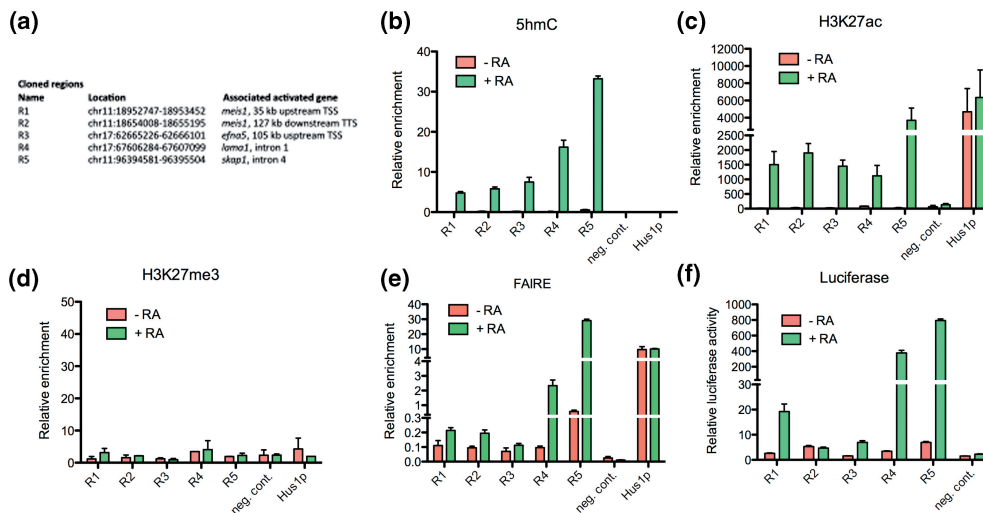 (a)
Cloned regions
Name Location Associated activated gene
R1 chr11:18952747-18953452 meis1, 35 kb upstream TSS
R2 chr11:18654008-18655195 meis1, 127 kb downstream TTS
R3 chr17:62665226-62666101 efna5, 105 kb ustpream TSS
R4 chr17:67606284-67607099 lama1, intron 1
R5 chr11:96394581-96395504 skap1, intron 4
(b)
5hmC
Relative enrichment
40
30
20
10
0
- RA
+ RA
R1 R2 R3 R4 R5 neg. cont. Hus1p
(c)
H3K27ac
Relative enrichment
12000
10000
8000
6000
4000
2500
2000
1500
1000
500
0
- RA
+ RA
R1 R2 R3 R4 R5 neg. cont. Hus1p
(d)
H3K27me3
Relative enrichment
50
40
30
20
10
0
- RA
+ RA
R1 R2 R3 R4 R5 neg. cont. Hus1p
(e)
FAIRE
Relative enrichment
40
30
20
10
4
3
2
1
0.3
0.2
0.1
0.0
- RA
+ RA
R1 R2 R3 R4 R5 neg. cont. Hus1p
(f)
Luciferase
Relative luciferase activity
1000
800
600
400
200
30
20
10
0
- RA
+ RA
R1 R2 R3 R4 R5 neg. cont.